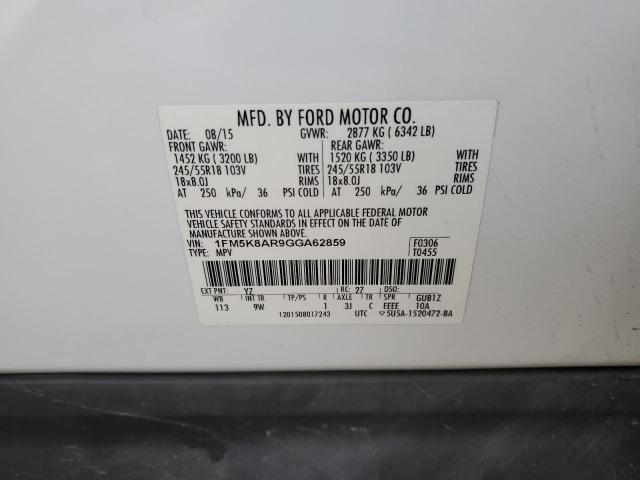 MFD. BY FORD MOTOR CO.
DATE: 08/15 GVWR: 2877 KG ( 6342 LB)
FRONT GAWR: REAR GAWR:
1452 KG ( 3200 LB) WITH 1520 KG ( 3350 LB) WITH
245/55R18 103V TIRES 245/55R18 103V TIRES
18x8.0J RIMS 18x8.0J RIMS
AT 250 kPa/ 36 PSI COLD AT 250 kPa/ 36 PSI COLD
THIS VEHICLE CONFORMS TO ALL APPLICABLE FEDERAL MOTOR
VEHICLE SAFETY STANDARDS IN EFFECT ON THE DATE OF
MANUFACTURE SHOWN ABOVE.
VIN: 1FM5K8AR9GGA62859 F0306
TYPE: MPV T0455
EXT PNT: YZ RC: 27 DSO:
WB INT TR TP/PS R AXLE TR SPR GUB1Z
113 9W 1 3J C EEEE 10A
1201508017243 UTC ▽5U5A-1520472-BA